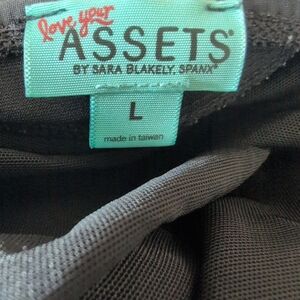 love your
ASSETS®
BY SARA BLAKELY, SPANX®
L
made in taiwan